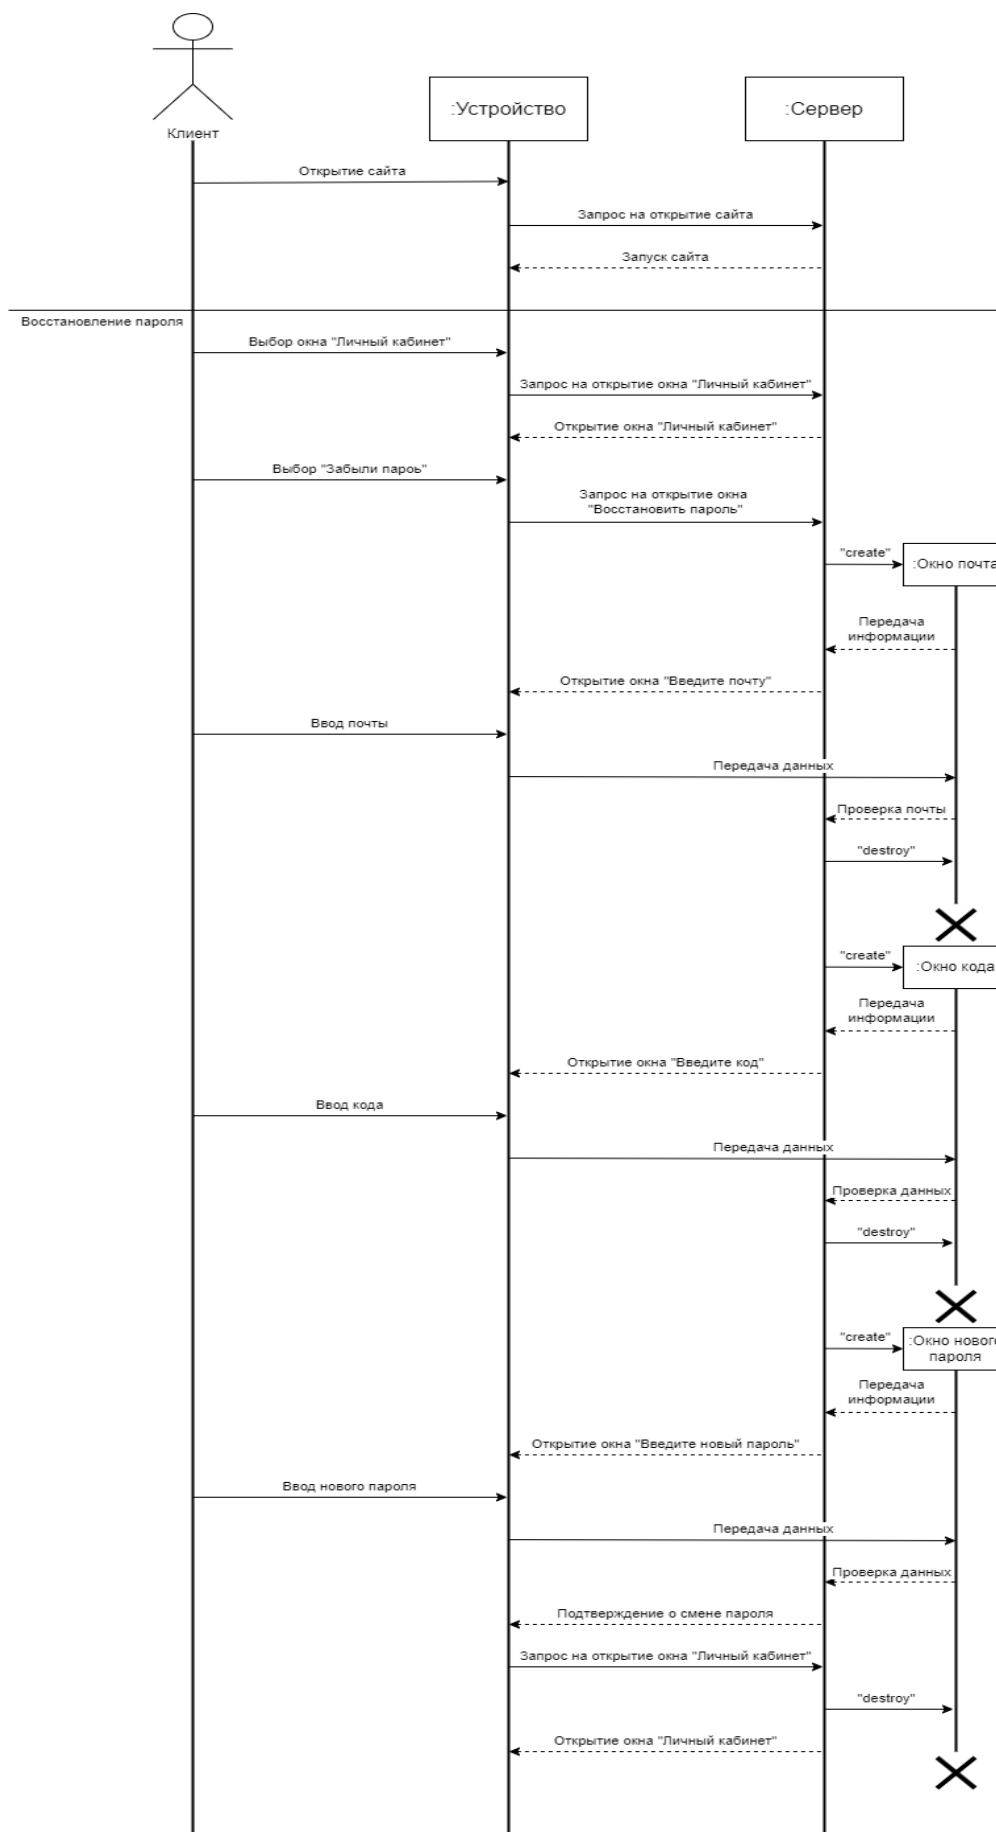 :Устройство
:Сервер
Клиент
Открытие сайта
Запрос на открытие сайта
Запуск сайта
Восстановление пароля
Выбор окна "Личный кабинет"
Запрос на открытие окна "Личный кабинет"
Открытие окна "Личный кабинет"
Выбор "Забыли пароь"
Запрос на открытие окна
"Восстановить пароль"
"create"
:Окно почта
Передача
информации
Открытие окна "Введите почту"
Ввод почты
Передача данных
Проверка почты
"destroy"
"create"
:Окно кода
Передача
информации
Открытие окна "Введите код"
Ввод кода
Передача данных
Проверка данных
"destroy"
"create"
:Окно нового
пароля
Передача
информации
Открытие окна "Введите новый пароль"
Ввод нового пароля
Передача данных
Проверка данных
Подтверждение о смене пароля
Запрос на открытие окна "Личный кабинет"
"destroy"
Открытие окна "Личный кабинет"